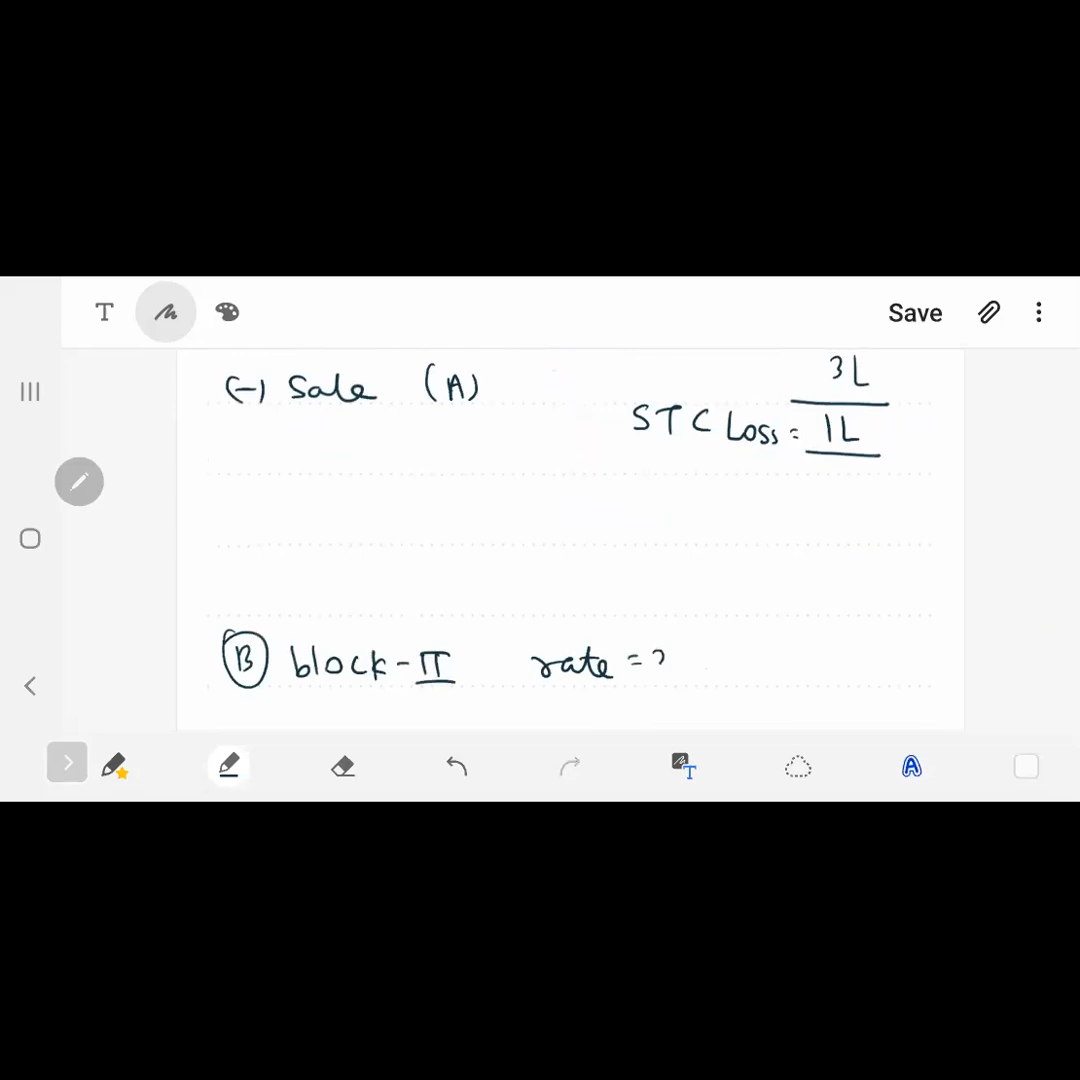 T Save
(-) Sale (A) 3L
STC Loss = 1L
(B) block - II rate = ?
T
A